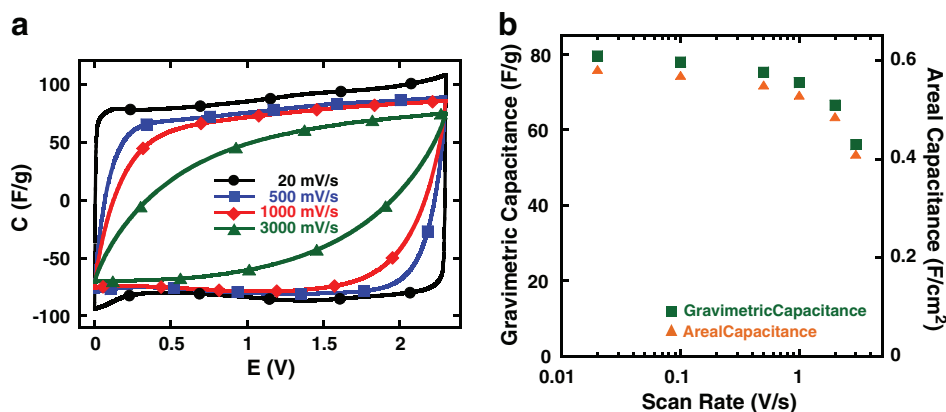 a
C (F/g)
100
50
0
-50
-100
20 mV/s
500 mV/s
1000 mV/s
3000 mV/s
0
0.5
1
1.5
2
E (V)
b
Gravimetric Capacitance (F/g)
80
60
40
20
0
GravimetricCapacitance
ArealCapacitance
0.01
0.1
1
Scan Rate (V/s)
0.6
0.4
0.2
0
Areal Capacitance (F/cm²)